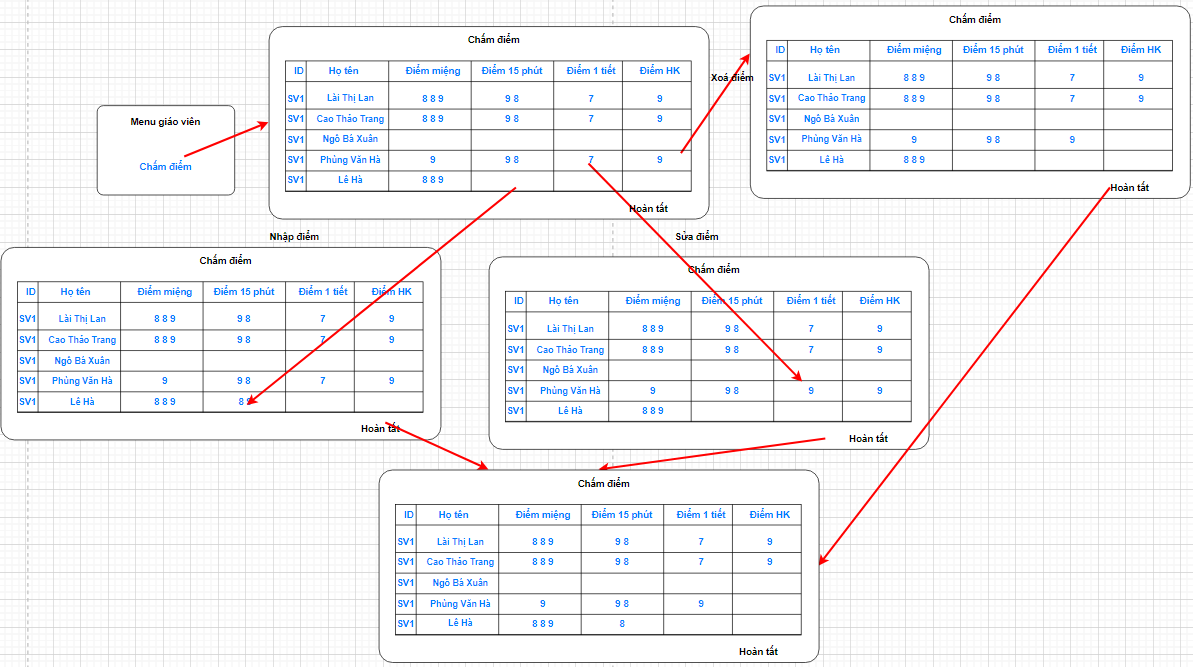 Menu giáo viên
Chấm điểm
Chấm điểm
ID Họ tên Điểm miệng Điểm 15 phút Điểm 1 tiết Điểm HK
SV1 Lài Thị Lan 8 8 9 9 8 7 9
SV1 Cao Thảo Trang 8 8 9 9 8 7 9
SV1 Ngô Bá Xuân
SV1 Phùng Văn Hà 9 9 8 7 9
SV1 Lê Hà 8 8 9
Hoàn tất
Xoá điểm
Chấm điểm
ID Họ tên Điểm miệng Điểm 15 phút Điểm 1 tiết Điểm HK
SV1 Lài Thị Lan 8 8 9 9 8 7 9
SV1 Cao Thảo Trang 8 8 9 9 8 7 9
SV1 Ngô Bá Xuân
SV1 Phùng Văn Hà 9 9 8 9
SV1 Lê Hà 8 8 9
Hoàn tất
Nhập điểm
Chấm điểm
ID Họ tên Điểm miệng Điểm 15 phút Điểm 1 tiết Điểm HK
SV1 Lài Thị Lan 8 8 9 9 8 7 9
SV1 Cao Thảo Trang 8 8 9 9 8 7 9
SV1 Ngô Bá Xuân
SV1 Phùng Văn Hà 9 9 8 7 9
SV1 Lê Hà 8 8 9 8
Hoàn tất
Sửa điểm
Chấm điểm
ID Họ tên Điểm miệng Điểm 15 phút Điểm 1 tiết Điểm HK
SV1 Lài Thị Lan 8 8 9 9 8 7 9
SV1 Cao Thảo Trang 8 8 9 9 8 7 9
SV1 Ngô Bá Xuân
SV1 Phùng Văn Hà 9 9 8 9 9
SV1 Lê Hà 8 8 9
Hoàn tất
Chấm điểm
ID Họ tên Điểm miệng Điểm 15 phút Điểm 1 tiết Điểm HK
SV1 Lài Thị Lan 8 8 9 9 8 7 9
SV1 Cao Thảo Trang 8 8 9 9 8 7 9
SV1 Ngô Bá Xuân
SV1 Phùng Văn Hà 9 9 8 9
SV1 Lê Hà 8 8 9 8
Hoàn tất